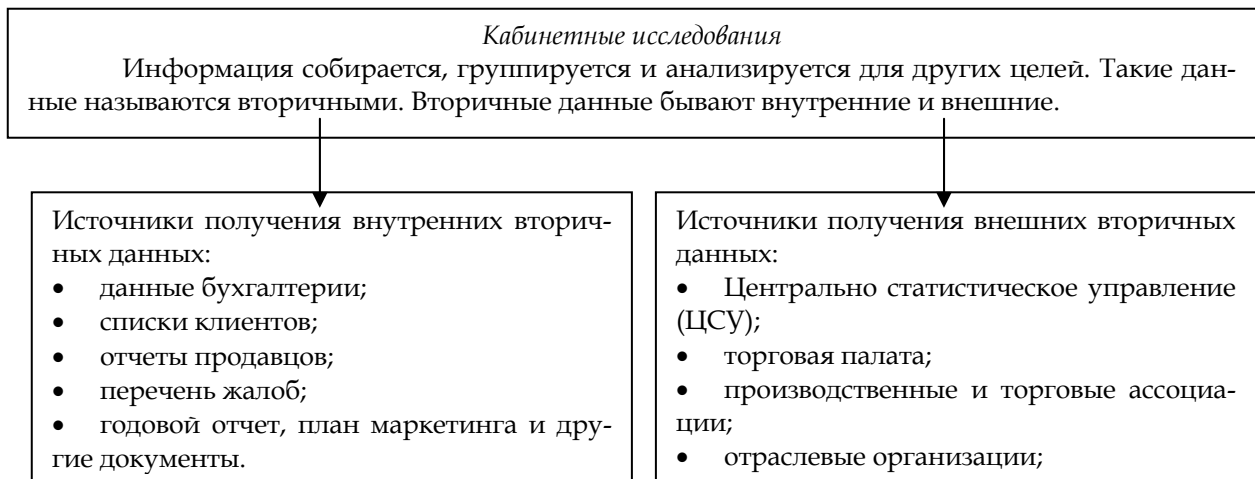 Кабинетные исследования
Информация собирается, группируется и анализируется для других целей. Такие дан-
ные называются вторичными. Вторичные данные бывают внутренние и внешние.
Источники получения внутренних вторич-
ных данных:
• данные бухгалтерии;
• списки клиентов;
• отчеты продавцов;
• перечень жалоб;
• годовой отчет, план маркетинга и дру-
гие документы.
Источники получения внешних вторичных
данных:
• Центрально статистическое управление
(ЦСУ);
• торговая палата;
• производственные и торговые ассоциа-
ции;
• отраслевые организации;